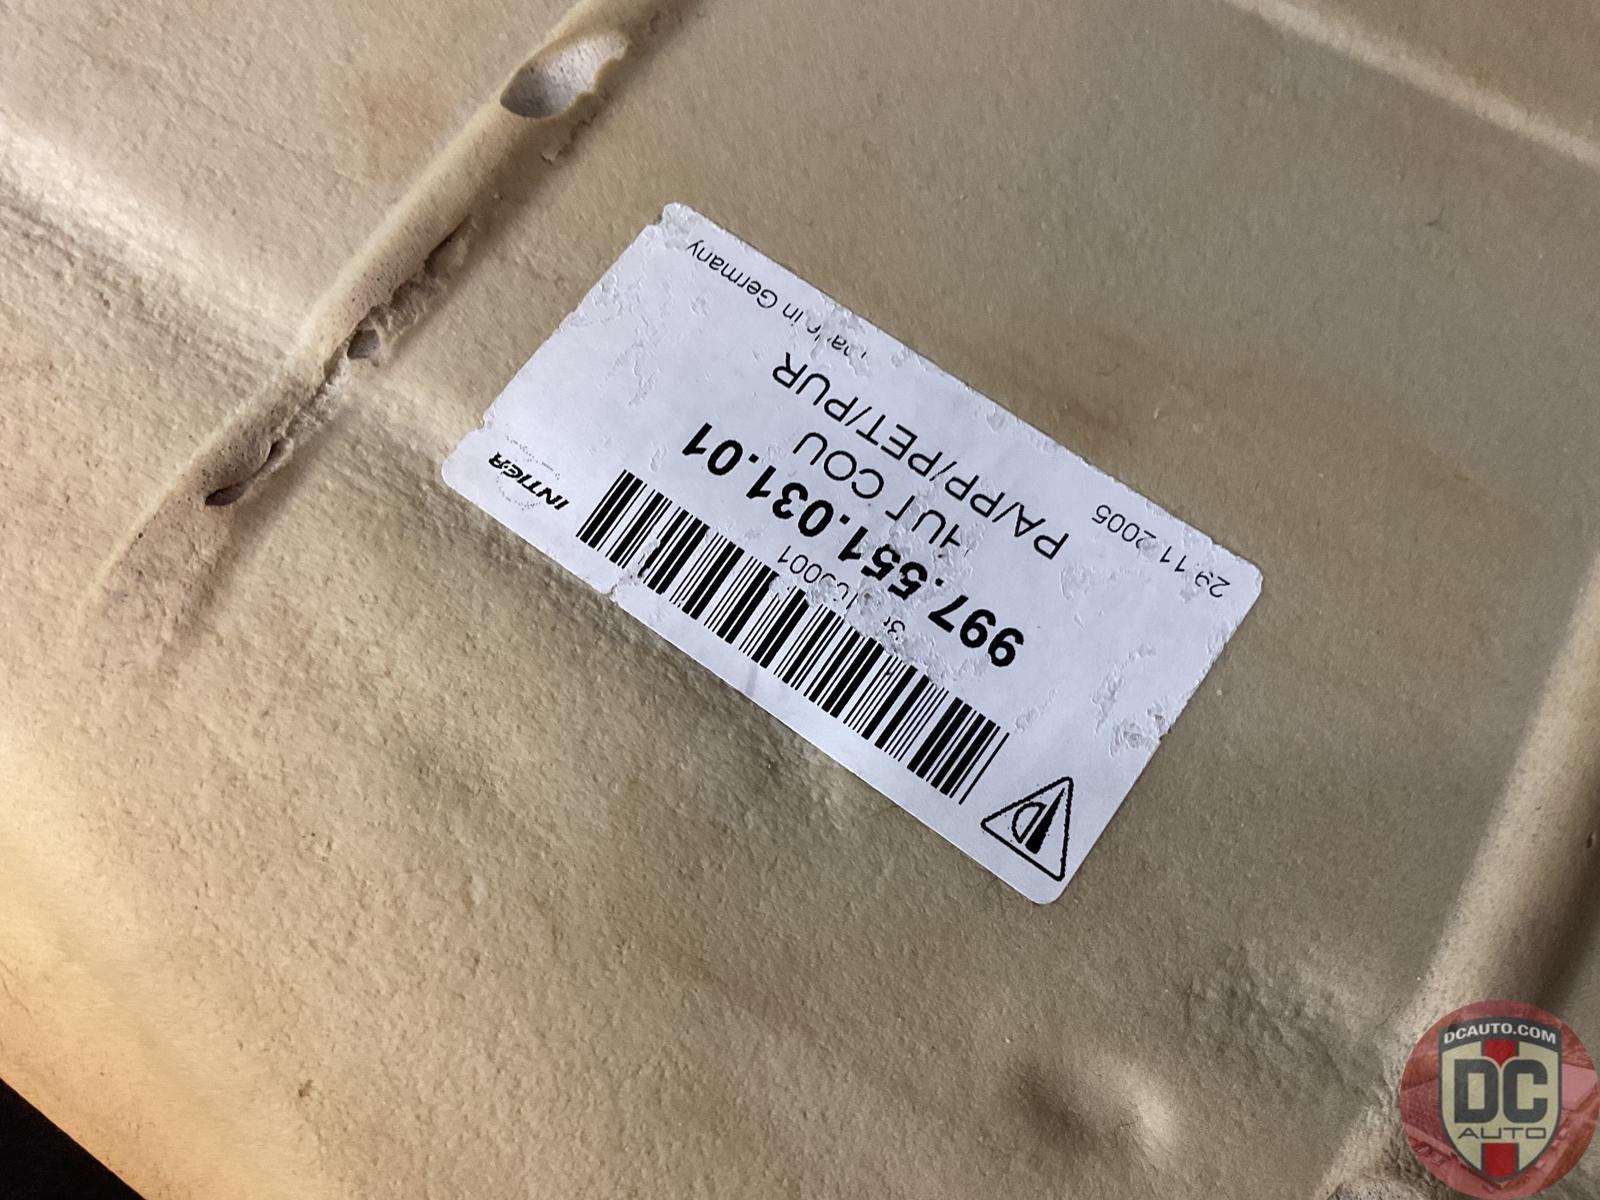 INTIER
997.551.031.01
HUT COU
PA/PP/PET/PUR
29.11.2005
made in Germany
DCAUTO.COM
DC
AUTO